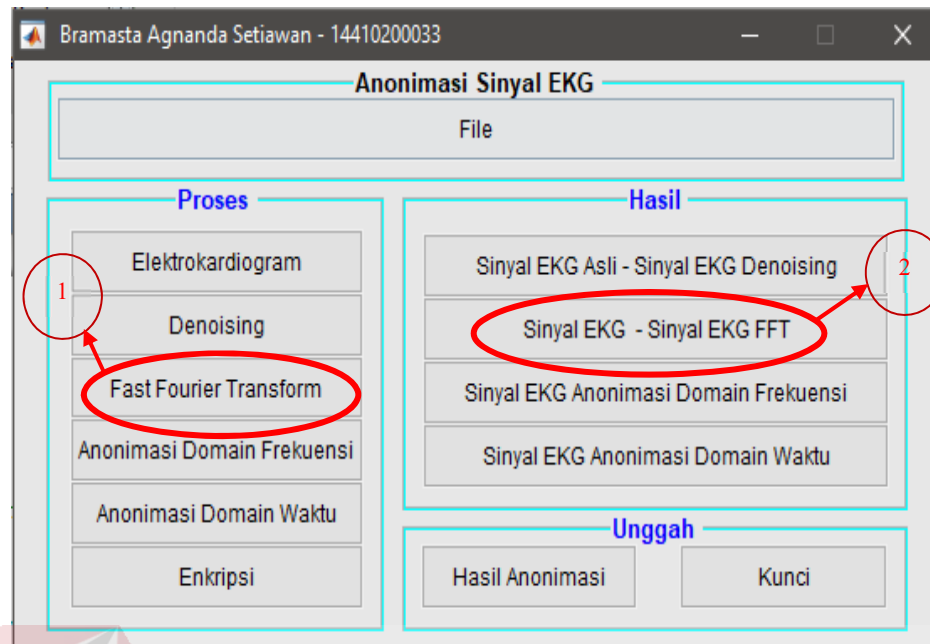 Bramasta Agnanda Setiawan - 14410200033
Anonimasi Sinyal EKG
File
Proses
Elektrokardiogram
1
Denoising
Fast Fourier Transform
Anonimasi Domain Frekuensi
Anonimasi Domain Waktu
Enkripsi
Hasil
Sinyal EKG Asli - Sinyal EKG Denoising
2
Sinyal EKG - Sinyal EKG FFT
Sinyal EKG Anonimasi Domain Frekuensi
Sinyal EKG Anonimasi Domain Waktu
Unggah
Hasil Anonimasi
Kunci